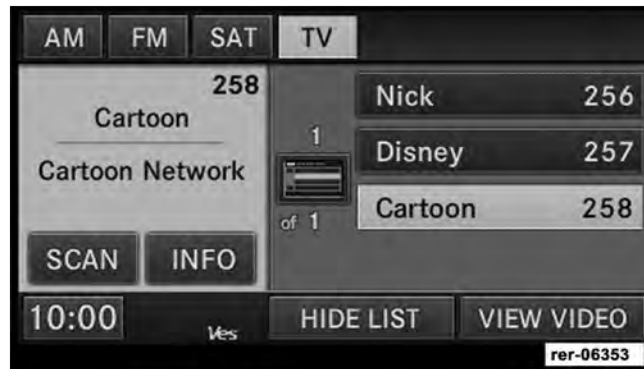 AM FM SAT TV
258
Cartoon
Cartoon Network
SCAN INFO
1
of 1
Nick 256
Disney 257
Cartoon 258
10:00 Ves HIDE LIST VIEW VIDEO
rer-06353